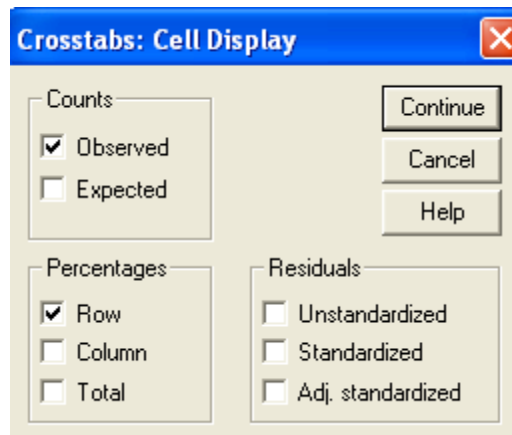 Crosstabs: Cell Display
Counts
Observed
Expected
Continue
Cancel
Help
Percentages
Row
Column
Total
Residuals
Unstandardized
Standardized
Adj. standardized